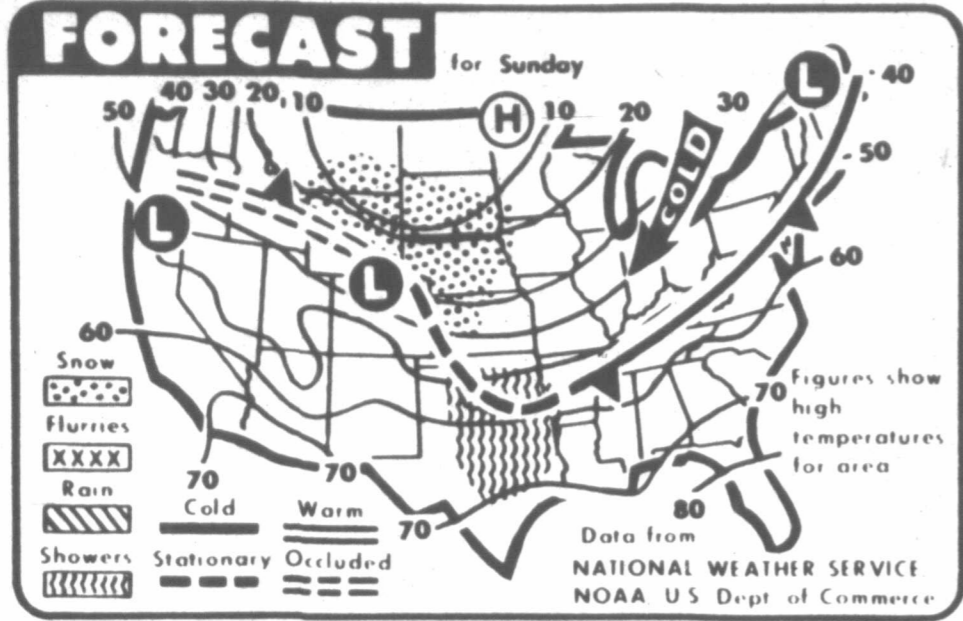 FORECAST
for Sunday
50 40 30 20 10 H 10 20 30 L 40
COLD
50
L
L
60
60
Snow
Flurries
XXXX
Rain
Showers
70
70
70
70
80
Cold
Warm
Stationary
Occluded
Figures show
high
temperatures
for area
Data from
NATIONAL WEATHER SERVICE
NOAA US Dept of Commerce